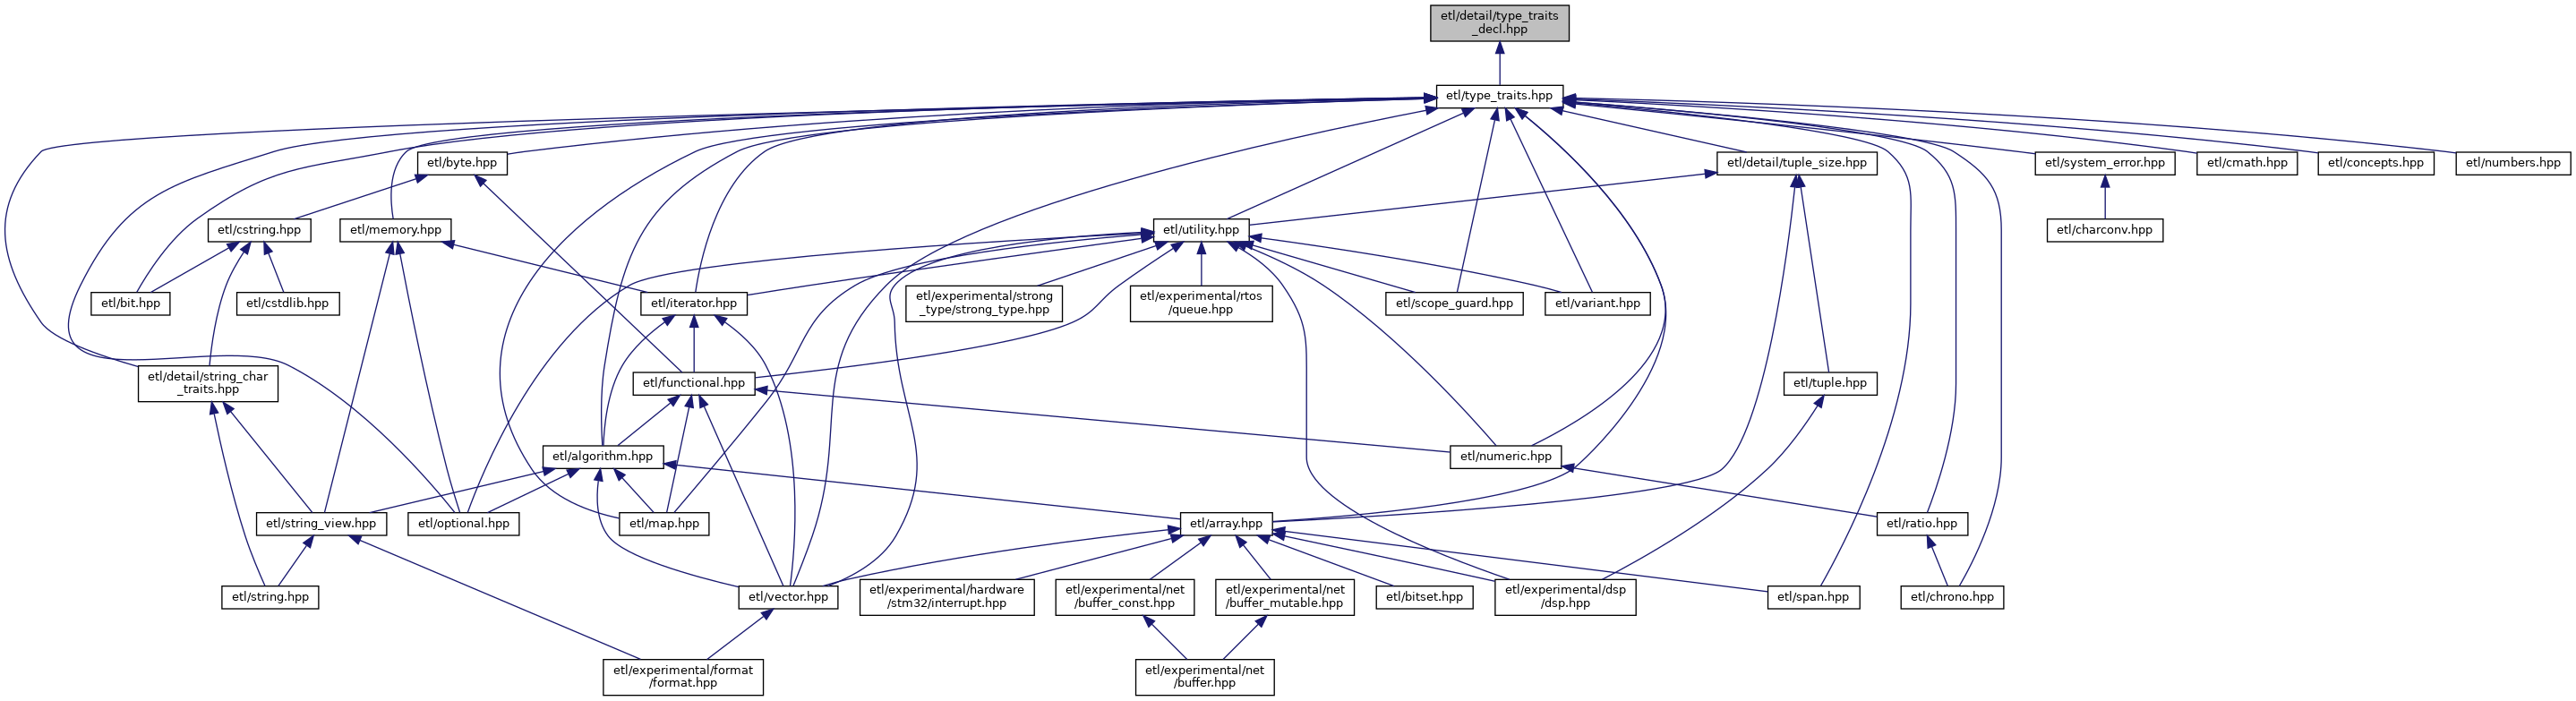 etl/detail/type_traits
_decl.hpp
etl/type_traits.hpp
etl/byte.hpp
etl/detail/tuple_size.hpp
etl/system_error.hpp
etl/cmath.hpp
etl/concepts.hpp
etl/numbers.hpp
etl/cstring.hpp
etl/memory.hpp
etl/utility.hpp
etl/charconv.hpp
etl/bit.hpp
etl/cstdlib.hpp
etl/iterator.hpp
etl/experimental/strong
_type/strong_type.hpp
etl/experimental/rtos
/queue.hpp
etl/scope_guard.hpp
etl/variant.hpp
etl/detail/string_char
_traits.hpp
etl/functional.hpp
etl/tuple.hpp
etl/algorithm.hpp
etl/numeric.hpp
etl/string_view.hpp
etl/optional.hpp
etl/map.hpp
etl/array.hpp
etl/ratio.hpp
etl/string.hpp
etl/vector.hpp
etl/experimental/hardware
/stm32/interrupt.hpp
etl/experimental/net
/buffer_const.hpp
etl/experimental/net
/buffer_mutable.hpp
etl/bitset.hpp
etl/experimental/dsp
/dsp.hpp
etl/span.hpp
etl/chrono.hpp
etl/experimental/format
/format.hpp
etl/experimental/net
/buffer.hpp